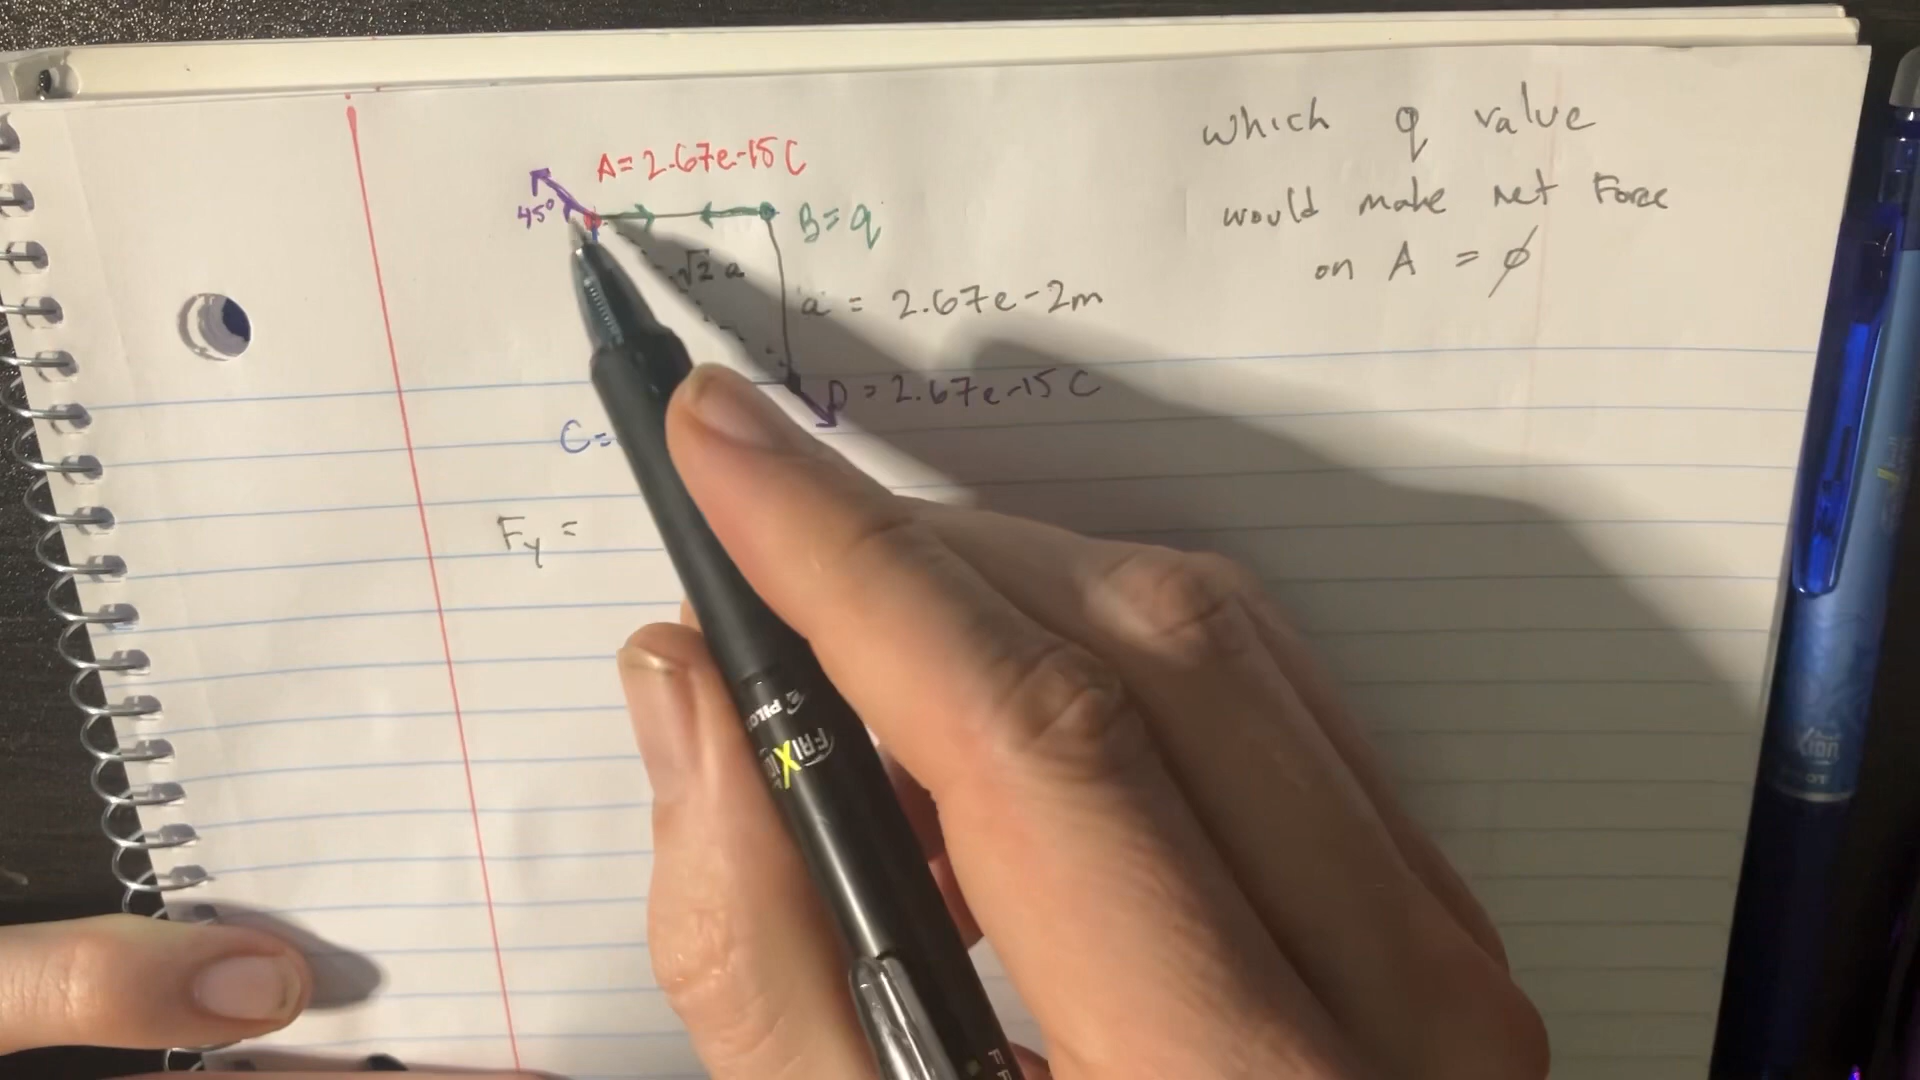 which q value
would make net Force
on A = ϕ
A = 2.67e-15 C
45°
B = q
√2 a
a = 2.67e-2m
D = 2.67e-15 C
C =
Fy =
PILOT
FRIXION